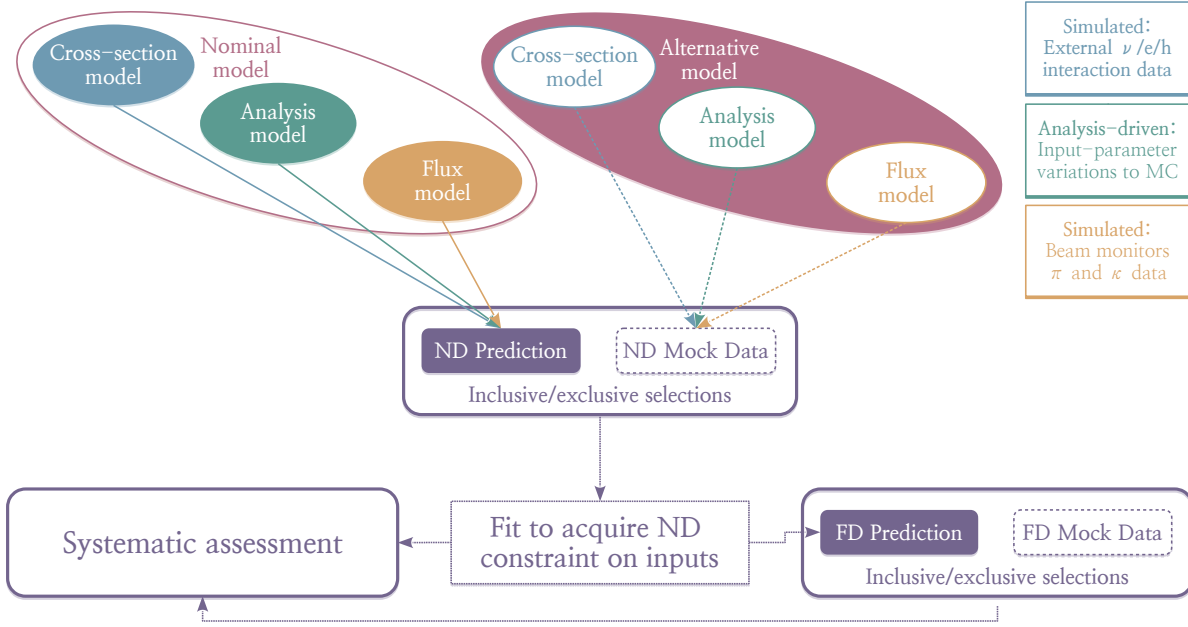 Cross-section
model
Nominal
model
Analysis
model
Flux
model
Cross-section
model
Alternative
model
Analysis
model
Flux
model
Simulated:
External ν/e/h
interaction data
Analysis-driven:
Input-parameter
variations to MC
Simulated:
Beam monitors
π and κ data
ND Prediction
ND Mock Data
Inclusive/exclusive selections
Systematic assessment
Fit to acquire ND
constraint on inputs
FD Prediction
FD Mock Data
Inclusive/exclusive selections